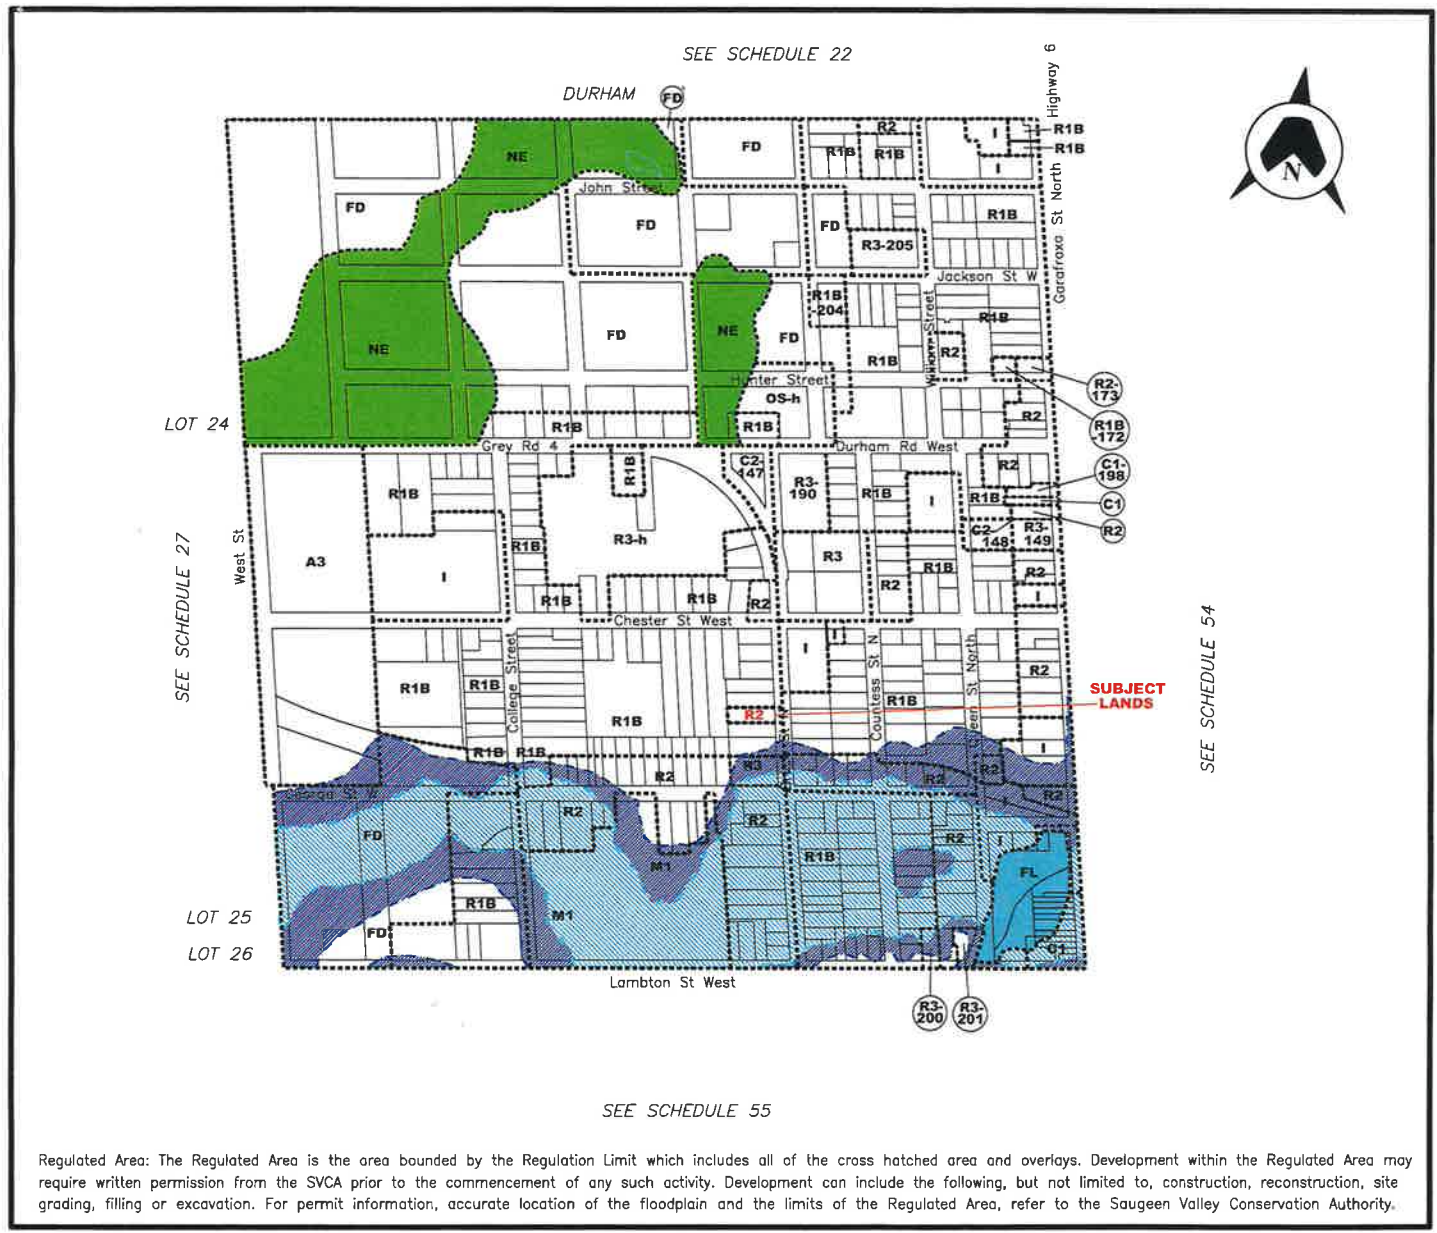 SEE SCHEDULE 22
Highway 6
DURHAM
FD
R2
I
R1B
NE
FD
R1B
R1B
R1B
I
John Street
Garafraxa St North
FD
FD
FD
R1B
R3-205
Jackson St W
R1B
-204
R1B
NE
FD
FD
NE
R1B
R2
Hunter Street
R2-
173
OS-h
LOT 24
R1B
R1B
R2
R1B
-172
Grey Rd 4
Durham Rd West
C2-
147
R1B
R2
C1-
198
R1B
R3-
190
R1B
I
R1B
C1
West St
SEE SCHEDULE 27
C2-
148
R3-
149
R2
R3-h
R1B
A3
R3
I
R2
R1B
R2
R1B
R1B
R2
I
Chester St West
SEE SCHEDULE 54
College Street
I
I
Countess St N
R2
R1B
R1B
R1B
SUBJECT
LANDS
R2
R1B
R1B
R1B
I
R2
R3
R2
R2
R2
I
FD
R2
R2
R2
I
R1B
M1
FL
R1B
LOT 25
M1
FD
LOT 26
C1
Lambton St West
R3-
200
R3-
201
SEE SCHEDULE 55
Regulated Area: The Regulated Area is the area bounded by the Regulation Limit which includes all of the cross hatched area and overlays. Development within the Regulated Area may
require written permission from the SVCA prior to the commencement of any such activity. Development can include the following, but not limited to, construction, reconstruction, site
grading, filling or excavation. For permit information, accurate location of the floodplain and the limits of the Regulated Area, refer to the Saugeen Valley Conservation Authority.
N